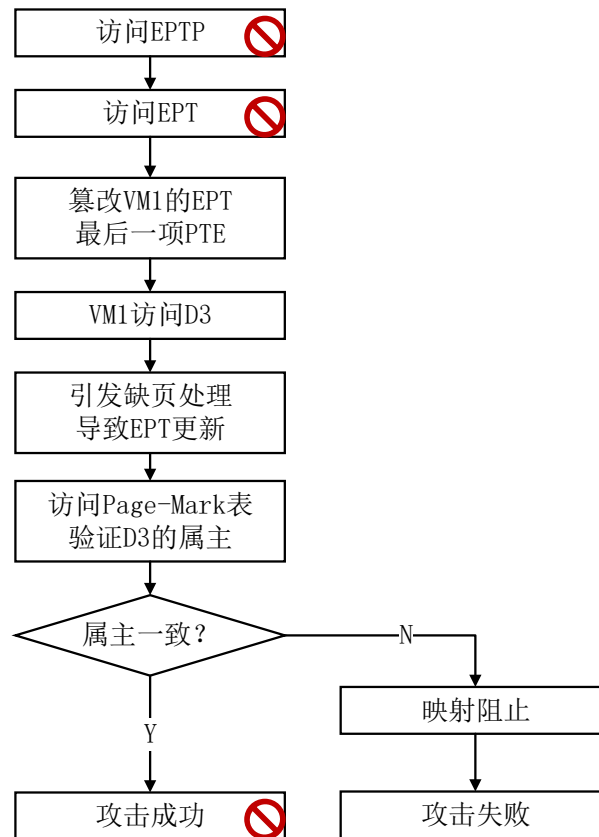 访问EPTP
访问EPT
篡改VM1的EPT
最后一项PTE
VM1访问D3
引发缺页处理
导致EPT更新
访问Page-Mark表
验证D3的属主
属主一致?
N
映射阻止
Y
攻击成功
攻击失败